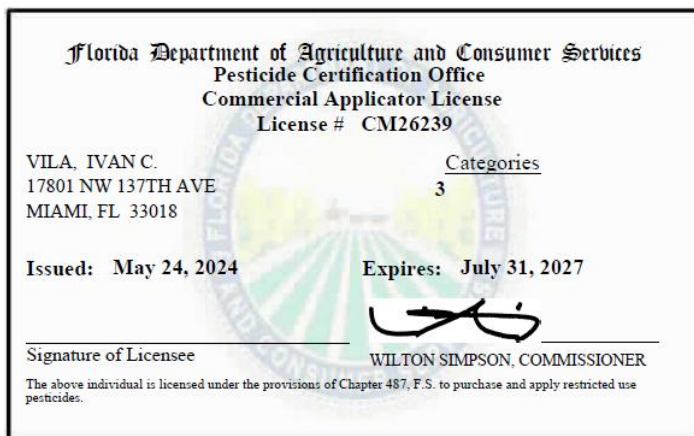 Florida Department of Agriculture and Consumer Services
Pesticide Certification Office
Commercial Applicator License
License # CM26239
VILA, IVAN C.
17801 NW 137TH AVE
MIAMI, FL 33018
Categories
3
Issued: May 24, 2024
Expires: July 31, 2027
Signature of Licensee
WILTON SIMPSON, COMMISSIONER
The above individual is licensed under the provisions of Chapter 487, F.S. to purchase and apply restricted use
pesticides.